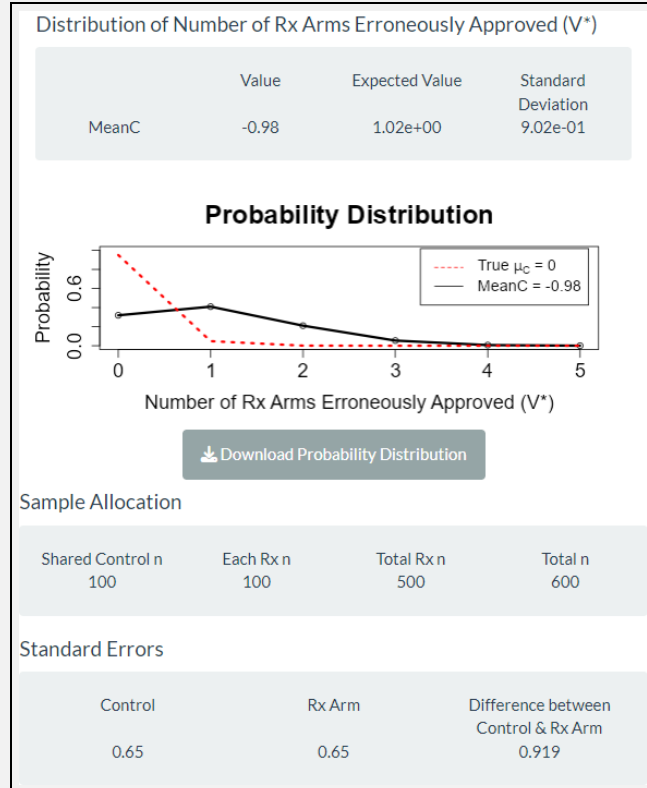 Distribution of Number of Rx Arms Erroneously Approved (V*)
Value Expected Value Standard
Deviation
MeanC -0.98 1.02e+00 9.02e-01
Probability Distribution
True μC = 0
MeanC = -0.98
Probability
0.0 0.6
0 1 2 3 4 5
Number of Rx Arms Erroneously Approved (V*)
Download Probability Distribution
Sample Allocation
Shared Control n Each Rx n Total Rx n Total n
100 100 500 600
Standard Errors
Control Rx Arm Difference between
Control & Rx Arm
0.65 0.65 0.919